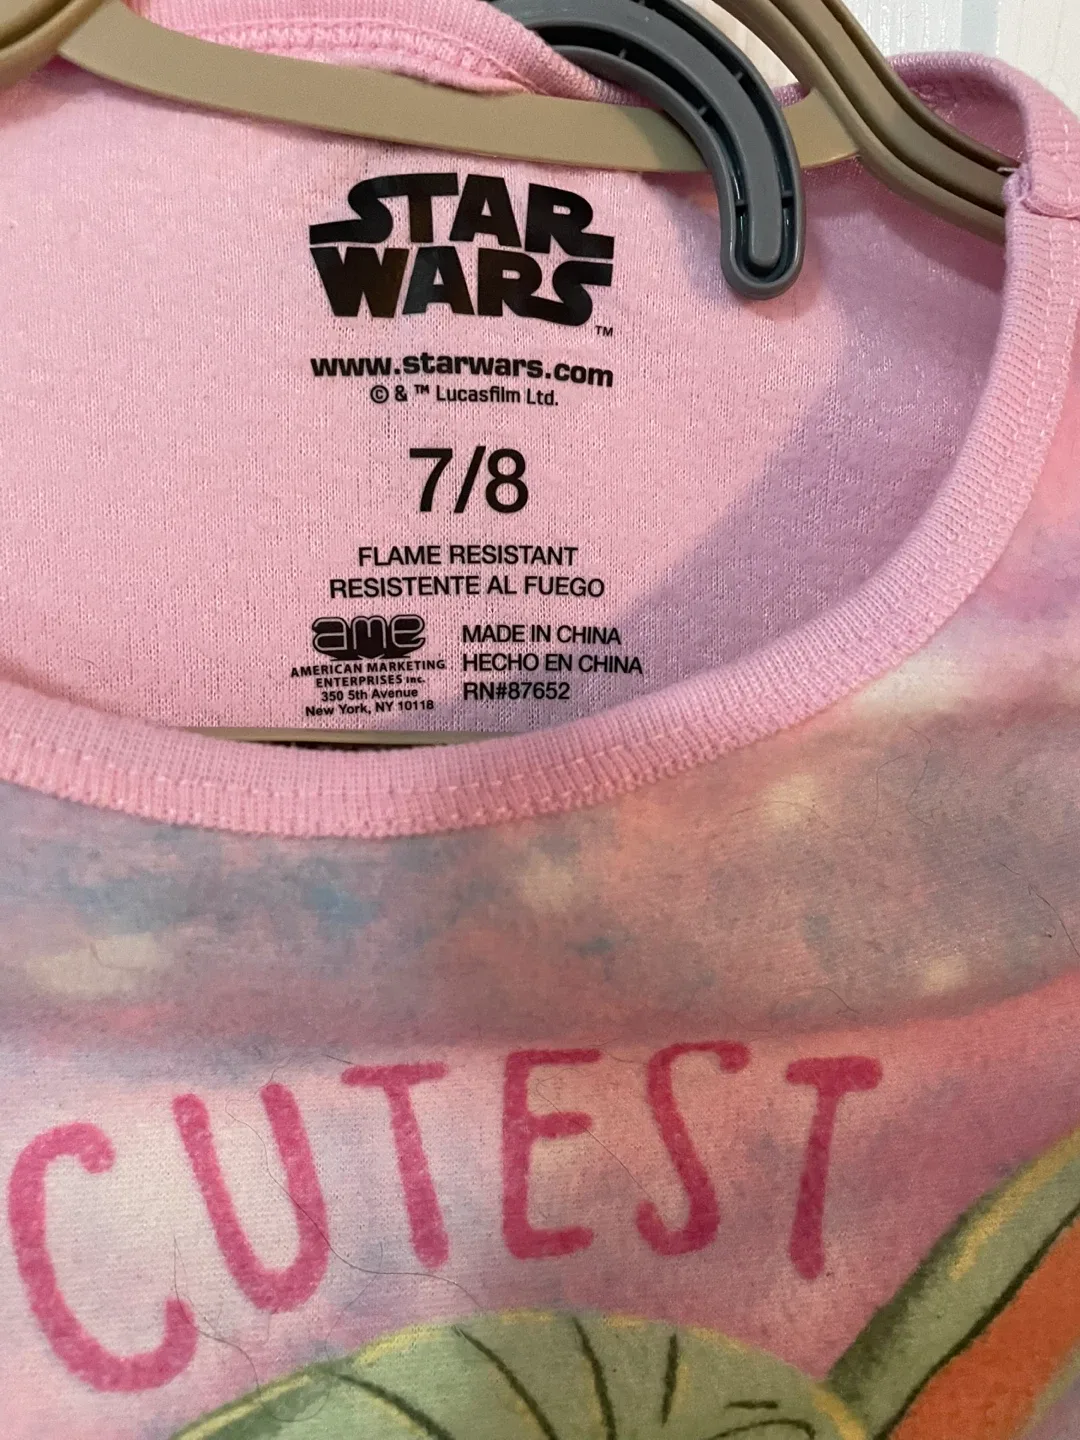 STAR
WARS
™
www.starwars.com
© & ™ Lucasfilm Ltd.
7/8
FLAME RESISTANT
RESISTENTE AL FUEGO
ame
AMERICAN MARKETING
ENTERPRISES Inc.
350 5th Avenue
New York, NY 10118
MADE IN CHINA
HECHO EN CHINA
RN#87652
CUTEST